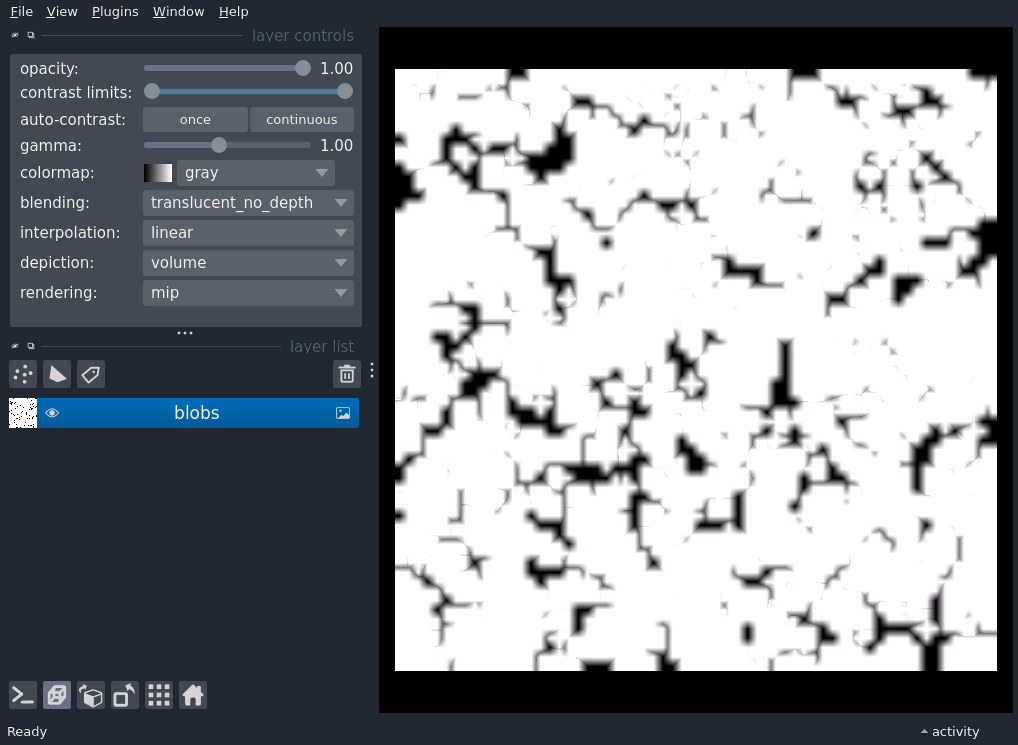 File View Plugins Window Help
layer controls
opacity: 1.00
contrast limits:
auto-contrast: once continuous
gamma: 1.00
colormap: gray
blending: translucent_no_depth
interpolation: linear
depiction: volume
rendering: mip
layer list
blobs
Ready activity